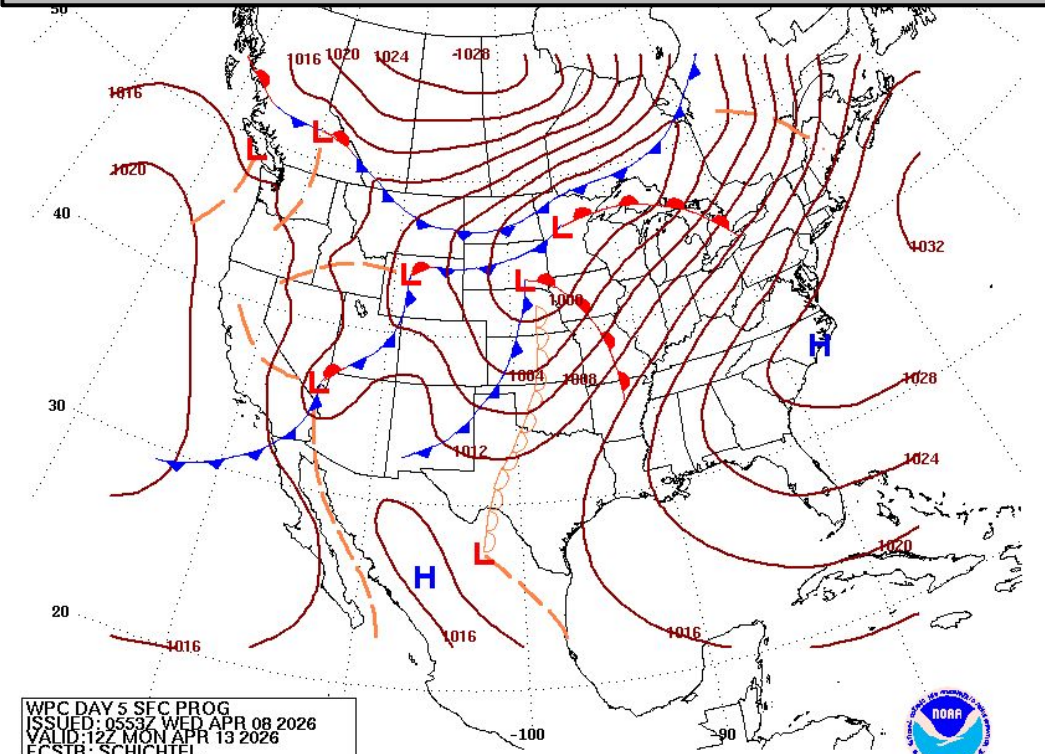 50
1016 1020 1024 1028
1016
1020
40
1032
1000
H
1004 1008
1028
30
1012
1024
1020
L
H
20
1016
1016
1016
L
L
L
L
L
L
WPC DAY 5 SFC PROG
ISSUED: 0553Z WED APR 08 2026
VALID:12Z MON APR 13 2026
FCSTR: SCHICHTEL
-100
-90
NOAA